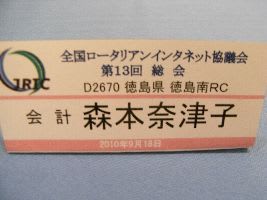 全国ロータリアンインタネット協議会
JRIC
第13回 総会
D2670 徳島県 徳島南RC
会計 森本奈津子
2010年9月18日